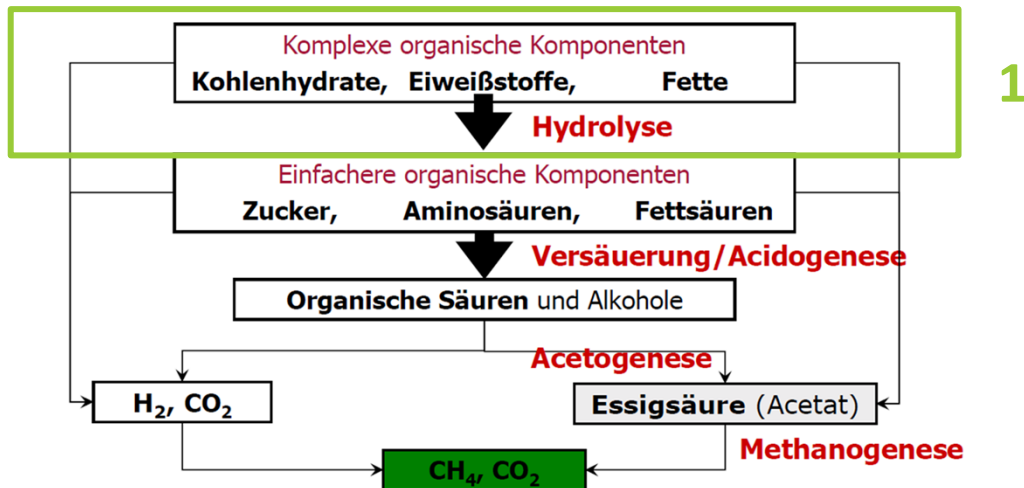 Komplexe organische Komponenten
Kohlenhydrate, Eiweißstoffe, Fette
1
Hydrolyse
Einfachere organische Komponenten
Zucker, Aminosäuren, Fettsäuren
Versäuerung/Acidogenese
Organische Säuren und Alkohole
Acetogenese
H₂, CO₂
Essigsäure (Acetat)
Methanogenese
CH₄, CO₂